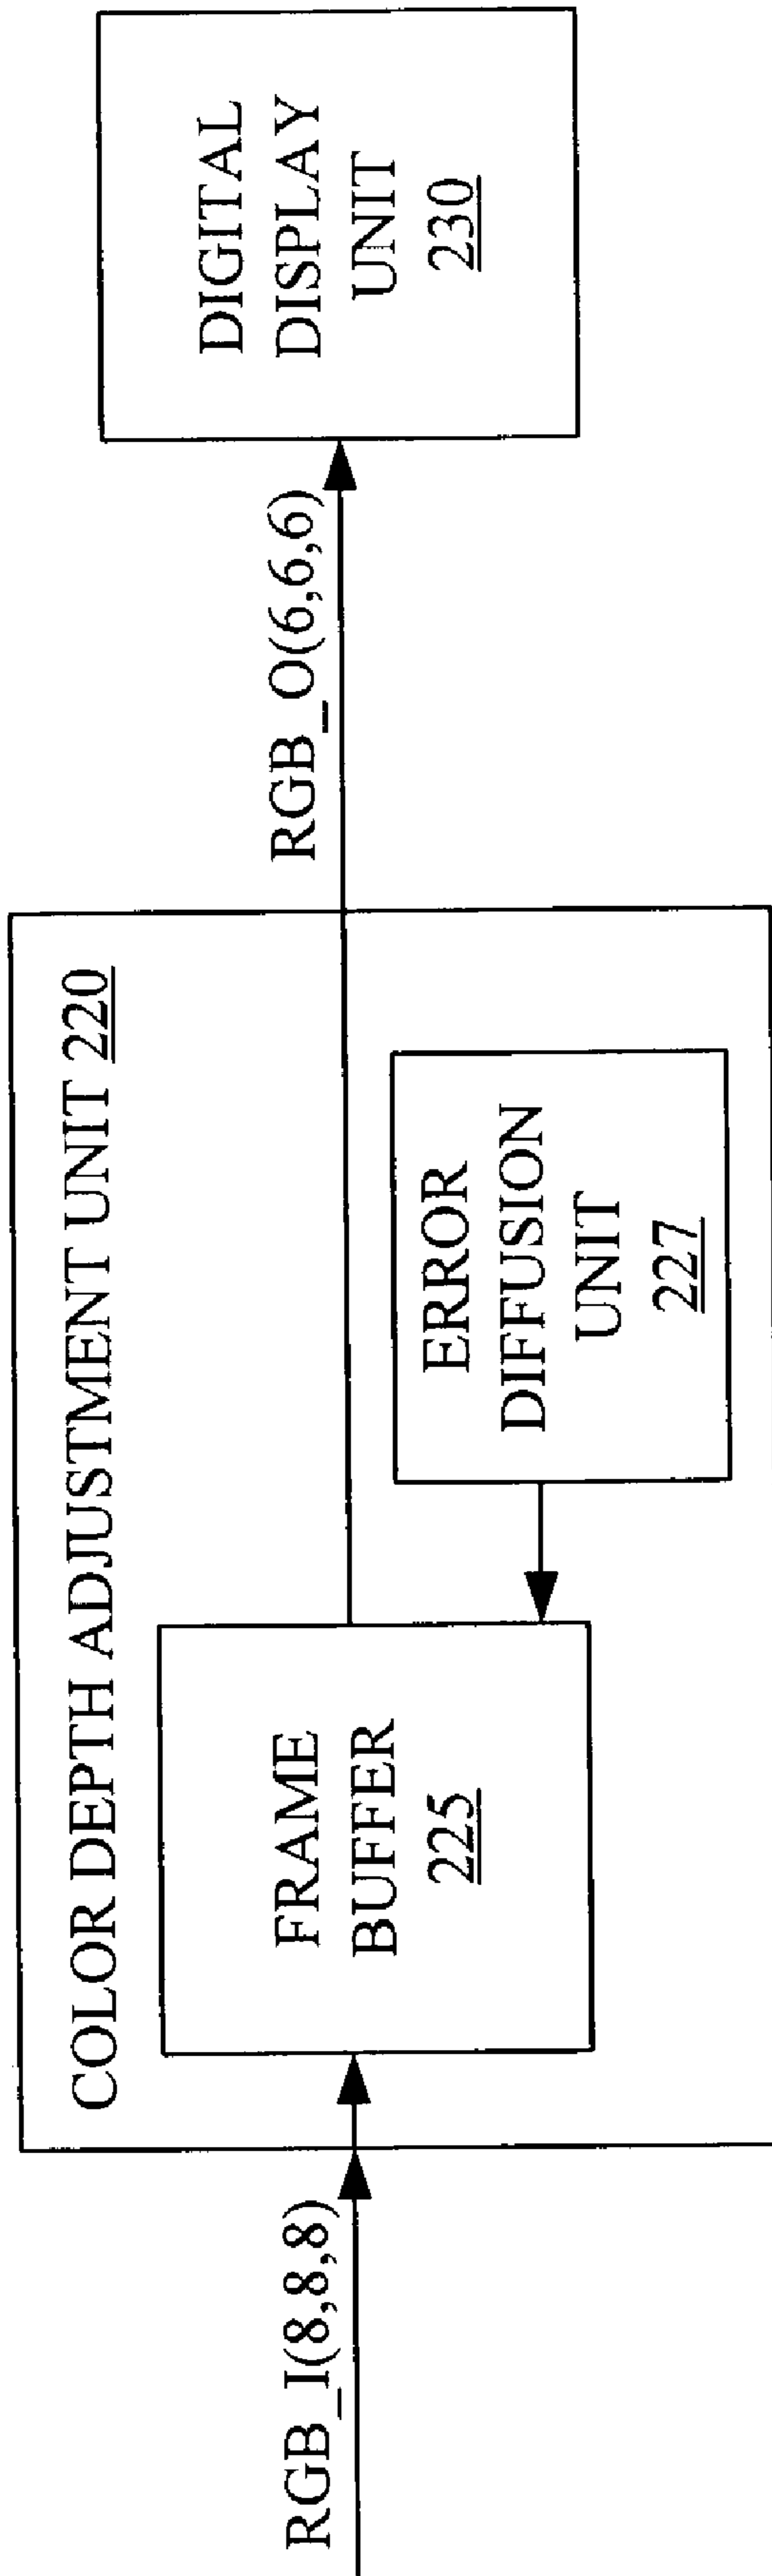 RGB_I(8,8,8)
COLOR DEPTH ADJUSTMENT UNIT 220
FRAME
BUFFER
225
ERROR
DIFFUSION
UNIT
227
RGB_O(6,6,6)
DIGITAL
DISPLAY
UNIT
230